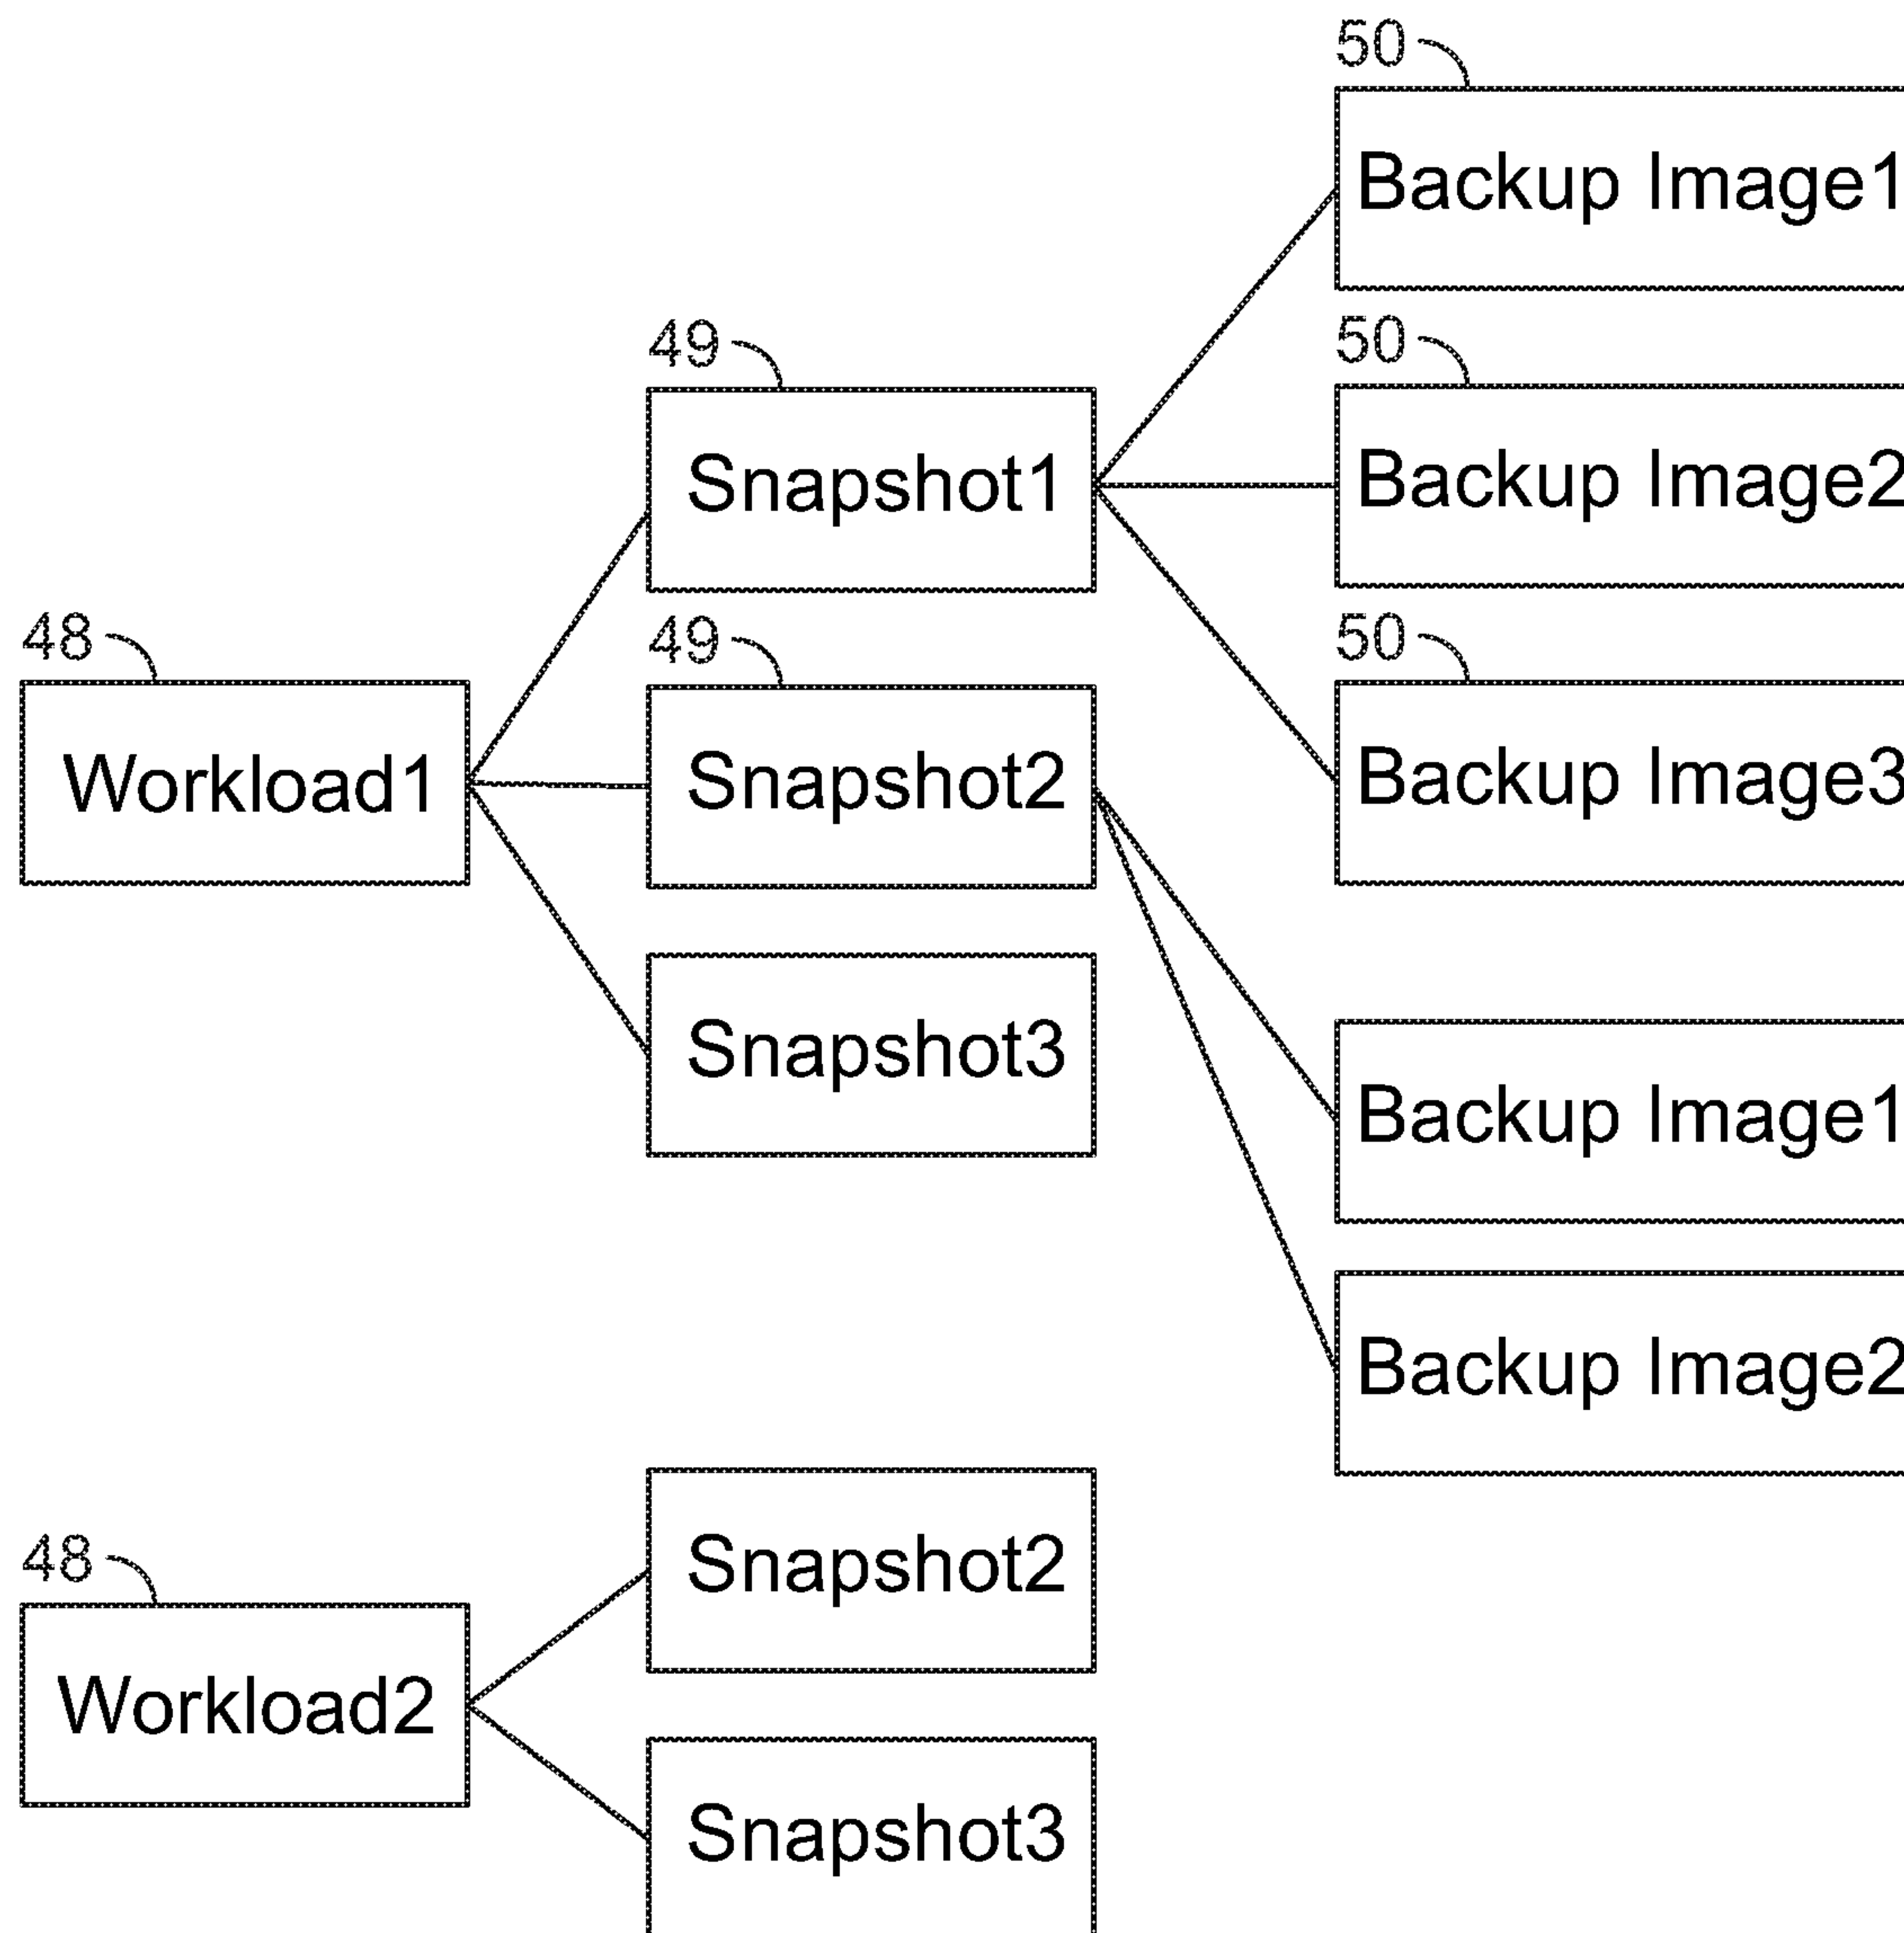 50
Backup Image1
49
50
Snapshot1
Backup Image2
48
49
50
Workload1
Snapshot2
Backup Image3
Snapshot3
Backup Image1
Backup Image2
Snapshot2
48
Workload2
Snapshot3